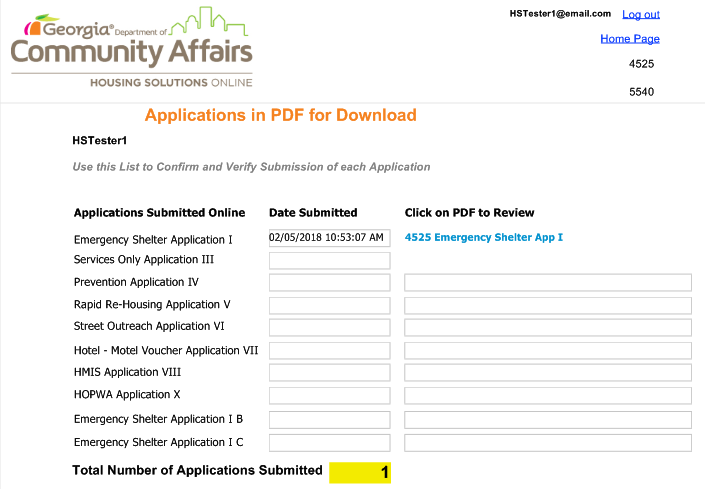 HSTester1@email.com Log out
Georgia® Department of
Community Affairs
HOUSING SOLUTIONS ONLINE
Home Page
4525
5540
Applications in PDF for Download
HSTester1
Use this List to Confirm and Verify Submission of each Application
Applications Submitted Online Date Submitted Click on PDF to Review
Emergency Shelter Application I 02/05/2018 10:53:07 AM 4525 Emergency Shelter App I
Services Only Application III
Prevention Application IV
Rapid Re-Housing Application V
Street Outreach Application VI
Hotel - Motel Voucher Application VII
HMIS Application VIII
HOPWA Application X
Emergency Shelter Application I B
Emergency Shelter Application I C
Total Number of Applications Submitted 1